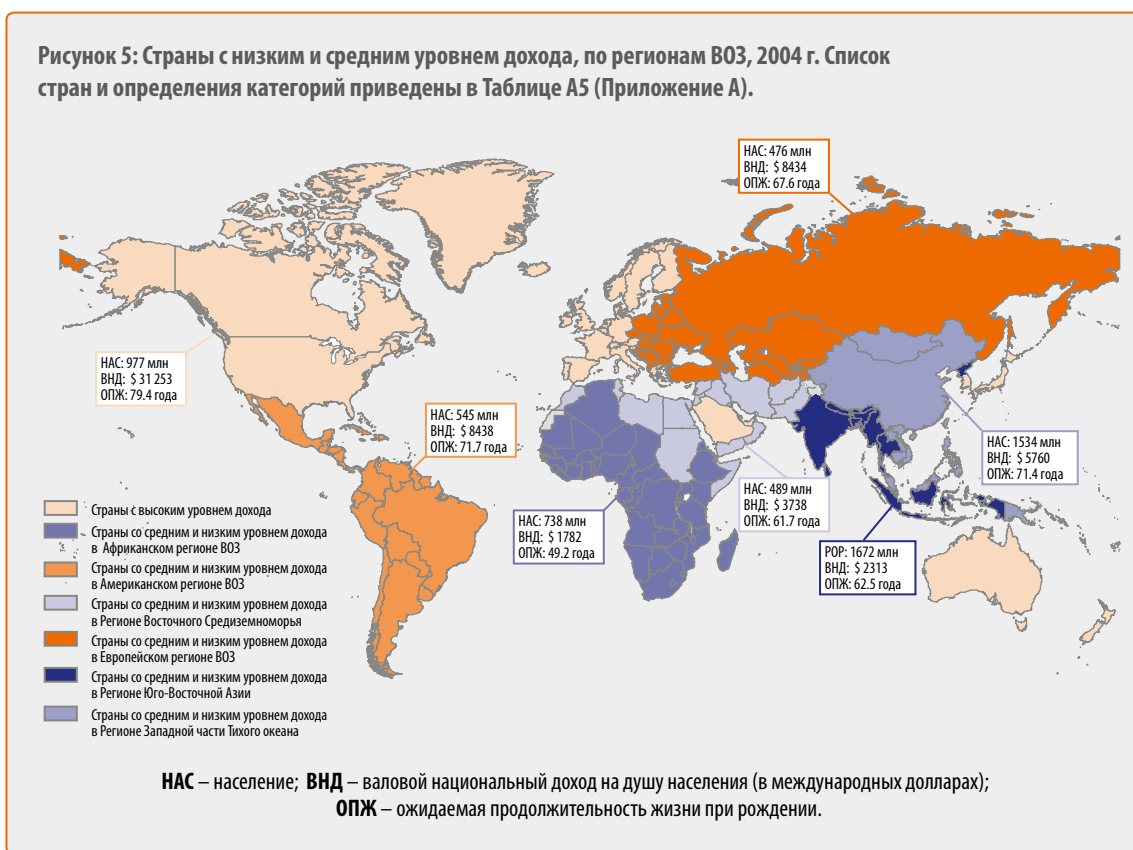 Рисунок 5: Страны с низким и средним уровнем дохода, по регионам ВОЗ, 2004 г. Список
стран и определения категорий приведены в Таблице А5 (Приложение А).
НАС: 476 млн
ВНД: $ 8434
ОПЖ: 67.6 года
НАС: 977 млн
ВНД: $ 31 253
ОПЖ: 79.4 года
НАС: 545 млн
ВНД: $ 8438
ОПЖ: 71.7 года
НАС: 1534 млн
ВНД: $ 5760
ОПЖ: 71.4 года
НАС: 489 млн
ВНД: $ 3738
ОПЖ: 61.7 года
НАС: 738 млн
ВНД: $ 1782
ОПЖ: 49.2 года
POP: 1672 млн
ВНД: $ 2313
ОПЖ: 62.5 года
Страны с высоким уровнем дохода
Страны со средним и низким уровнем дохода
в Африканском регионе ВОЗ
Страны со средним и низким уровнем дохода
в Американском регионе ВОЗ
Страны со средним и низким уровнем дохода
в Регионе Восточного Средиземноморья
Страны со средним и низким уровнем дохода
в Европейском регионе ВОЗ
Страны со средним и низким уровнем дохода
в Регионе Юго-Восточной Азии
Страны со средним и низким уровнем дохода
в Регионе Западной части Тихого океана
НАС – население; ВНД – валовой национальный доход на душу населения (в международных долларах);
ОПЖ – ожидаемая продолжительность жизни при рождении.